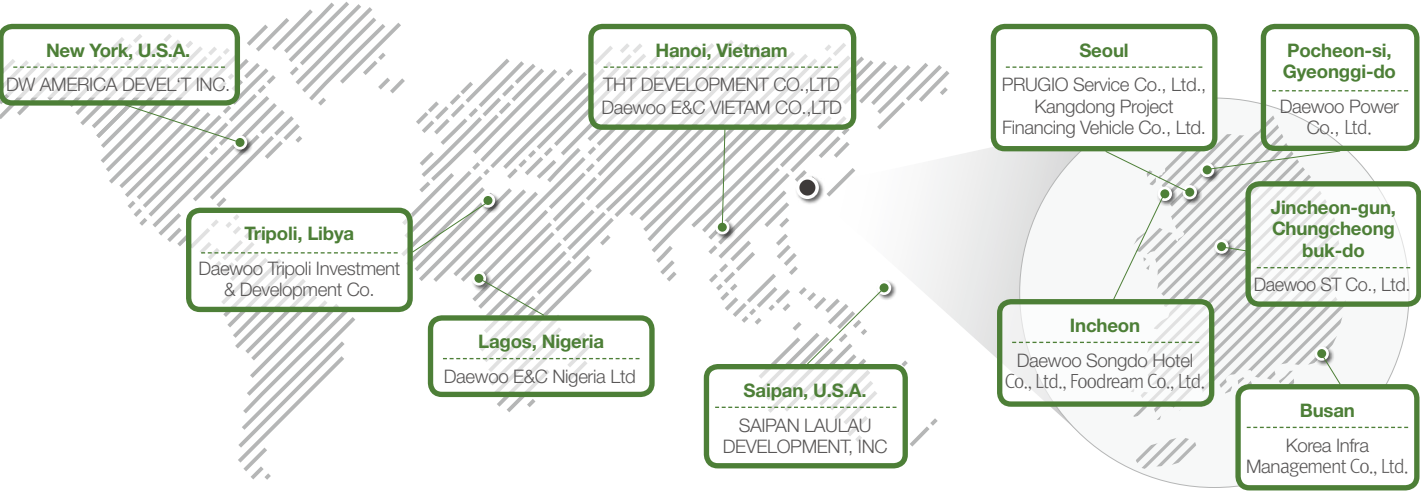 New York, U.S.A.
DW AMERICA DEVEL'T INC.
Hanoi, Vietnam
THT DEVELOPMENT CO.,LTD
Daewoo E&C VIETAM CO.,LTD
Seoul
PRUGIO Service Co., Ltd.,
Kangdong Project
Financing Vehicle Co., Ltd.
Pocheon-si,
Gyeonggi-do
Daewoo Power
Co., Ltd.
Tripoli, Libya
Daewoo Tripoli Investment
& Development Co.
Jincheon-gun,
Chungcheong
buk-do
Daewoo ST Co., Ltd.
Lagos, Nigeria
Daewoo E&C Nigeria Ltd
Incheon
Daewoo Songdo Hotel
Co., Ltd., Foodream Co., Ltd,
Saipan, U.S.A.
SAIPAN LAULAU
DEVELOPMENT, INC
Busan
Korea Infra
Management Co., Ltd.